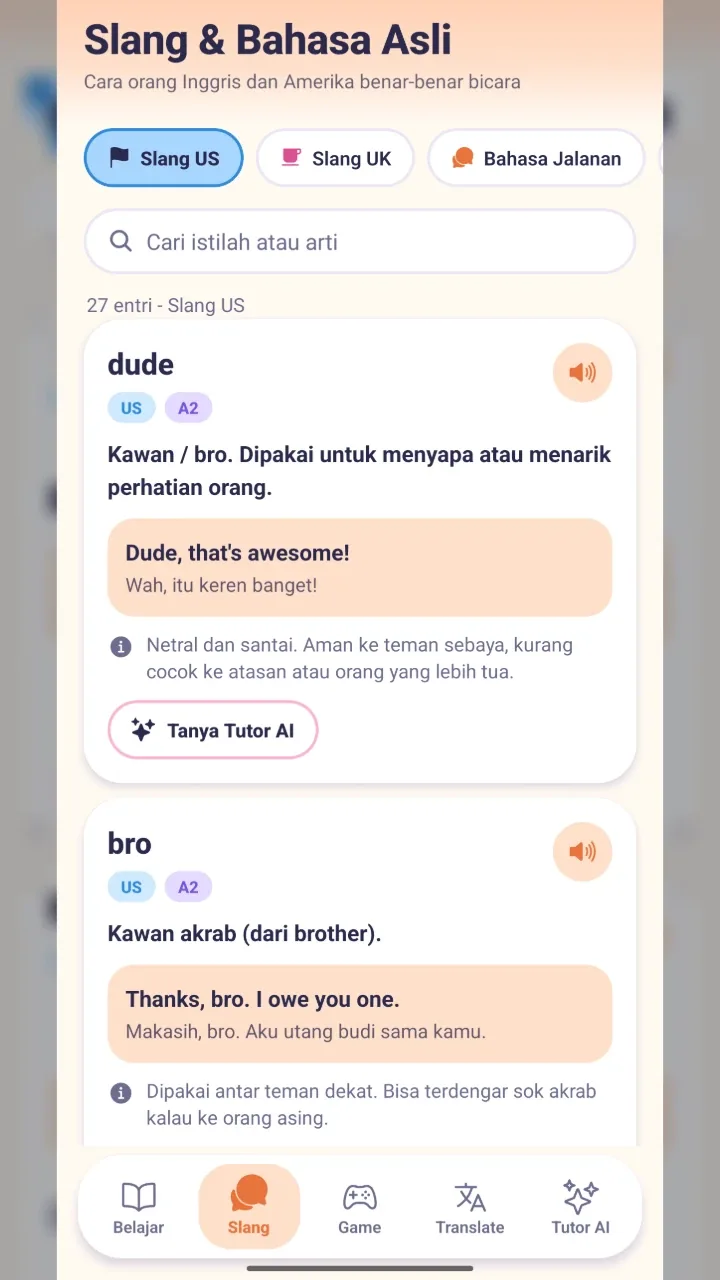 Slang & Bahasa Asli
Cara orang Inggris dan Amerika benar-benar bicara
Slang US
Slang UK
Bahasa Jalanan
Cari istilah atau arti
27 entri - Slang US
dude
US
A2
Kawan / bro. Dipakai untuk menyapa atau menarik
perhatian orang.
Dude, that's awesome!
Wah, itu keren banget!
Netral dan santai. Aman ke teman sebaya, kurang
cocok ke atasan atau orang yang lebih tua.
Tanya Tutor AI
bro
US
A2
Kawan akrab (dari brother).
Thanks, bro. I owe you one.
Makasih, bro. Aku utang budi sama kamu.
Dipakai antar teman dekat. Bisa terdengar sok akrab
kalau ke orang asing.
Belajar
Slang
Game
Translate
Tutor AI